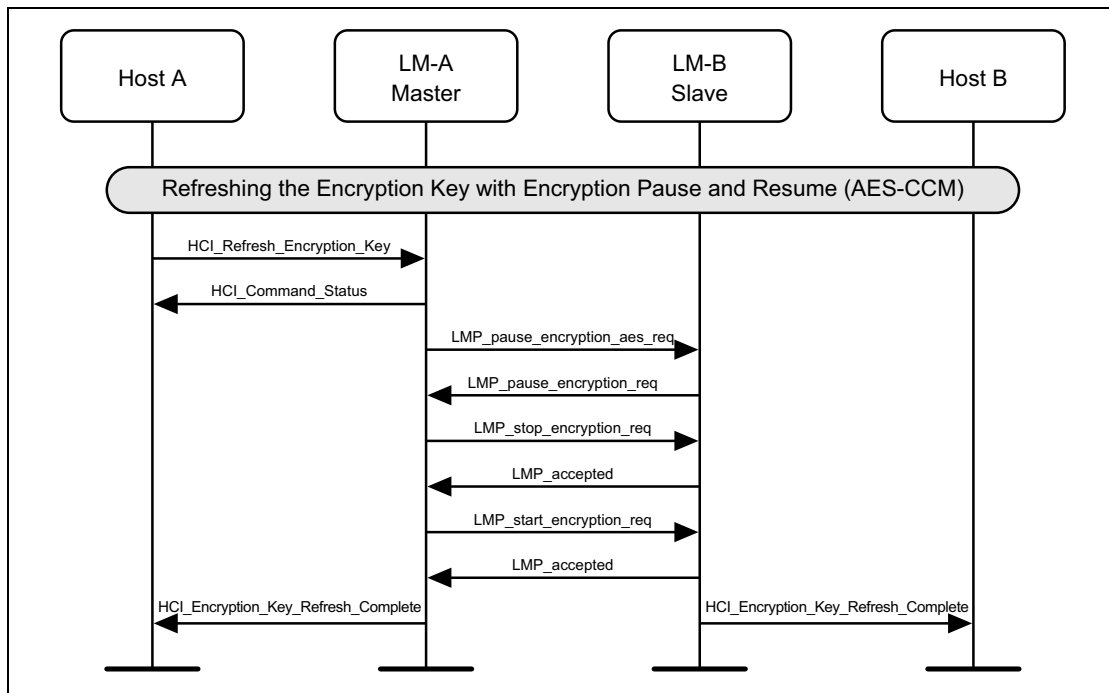 Host A
LM-A
Master
LM-B
Slave
Host B
Refreshing the Encryption Key with Encryption Pause and Resume (AES-CCM)
HCI_Refresh_Encryption_Key
HCI_Command_Status
LMP_pause_encryption_aes_req
LMP_pause_encryption_req
LMP_stop_encryption_req
LMP_accepted
LMP_start_encryption_req
LMP_accepted
HCI_Encryption_Key_Refresh_Complete
HCI_Encryption_Key_Refresh_Complete